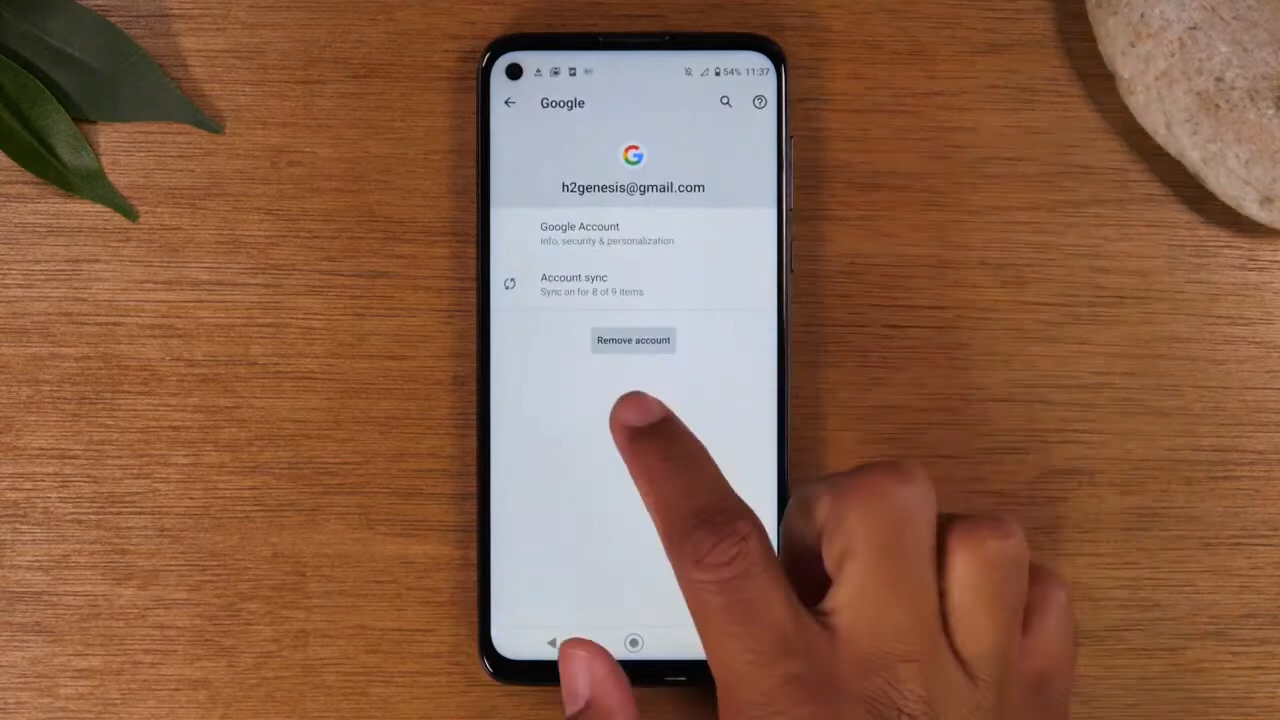 54% 11:37
Google
h2genesis@gmail.com
Google Account
Info, security & personalization
Account sync
Sync on for 8 of 9 items
Remove account